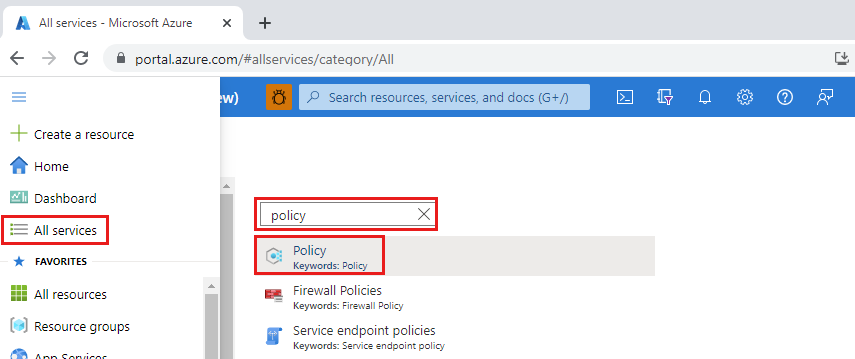 All services - Microsoft Azure
portal.azure.com/#allservices/category/All
ew)
Search resources, services, and docs (G+/)
Create a resource
Home
Dashboard
All services
FAVORITES
All resources
Resource groups
App Services
policy
Policy
Keywords: Policy
Firewall Policies
Keywords: Firewall Policy
Service endpoint policies
Keywords: Service endpoint policy